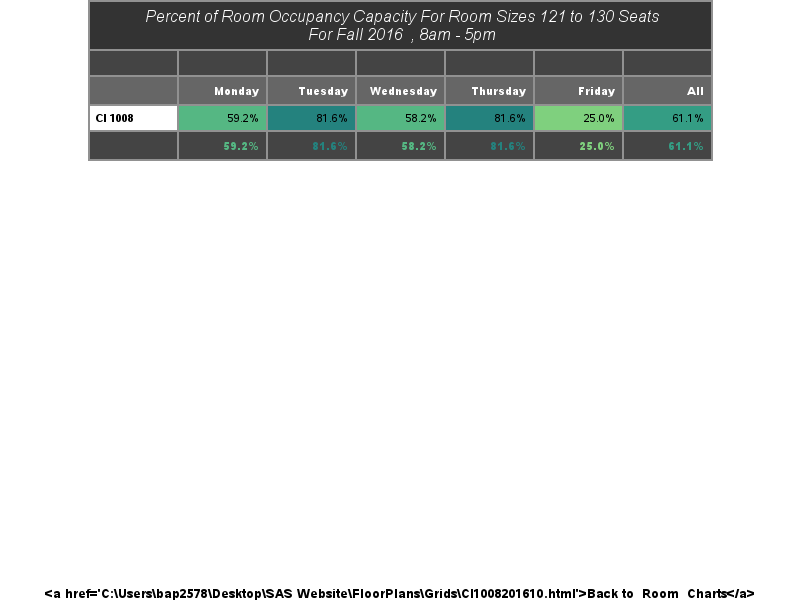 Percent of Room Occupancy Capacity For Room Sizes 121 to 130 Seats
For Fall 2016 , 8am - 5pm
Monday Tuesday Wednesday Thursday Friday All
CI 1008 59.2% 81.6% 58.2% 81.6% 25.0% 61.1%
59.2% 81.6% 58.2% 81.6% 25.0% 61.1%
<a href='C:\Users\bap2578\Desktop\SAS Website\FloorPlans\Grids\CI1008201610.html'>Back to Room Charts</a>